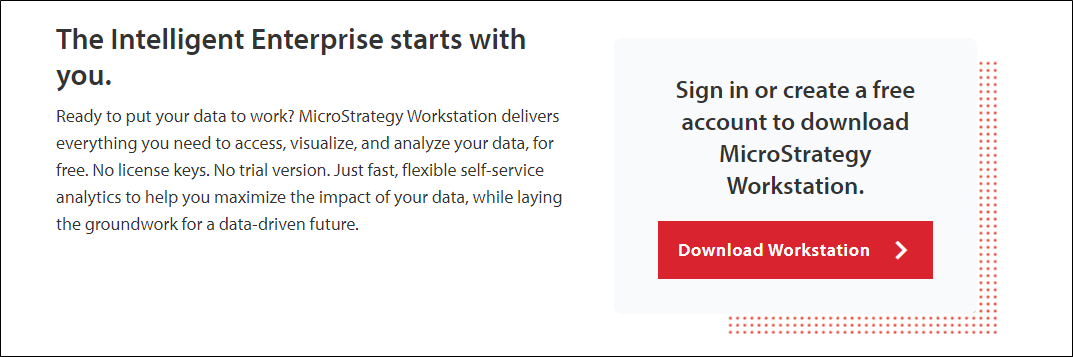 The Intelligent Enterprise starts with
you.
Ready to put your data to work? MicroStrategy Workstation delivers
everything you need to access, visualize, and analyze your data, for
free. No license keys. No trial version. Just fast, flexible self-service
analytics to help you maximize the impact of your data, while laying
the groundwork for a data-driven future.
Sign in or create a free
account to download
MicroStrategy
Workstation.
Download Workstation